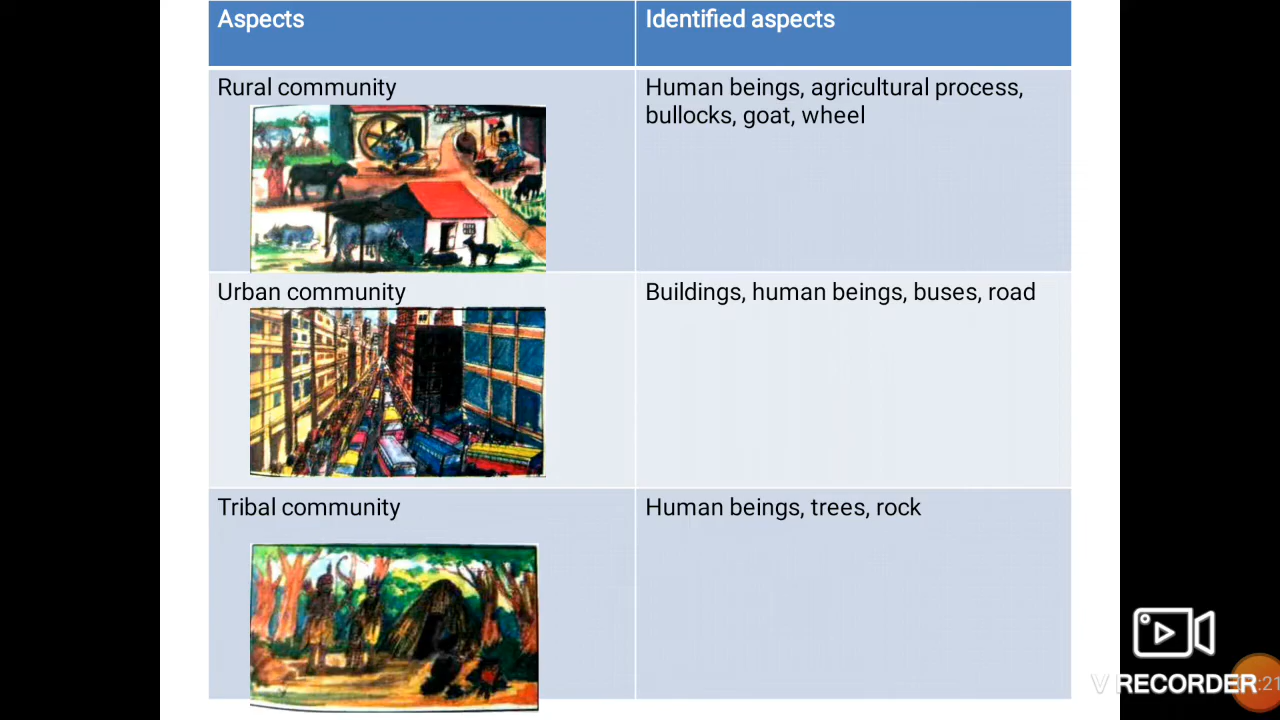 Aspects
Identified aspects
Rural community
Human beings, agricultural process,
bullocks, goat, wheel
Urban community
Buildings, human beings, buses, road
Tribal community
Human beings, trees, rock
V RECORDER
:21